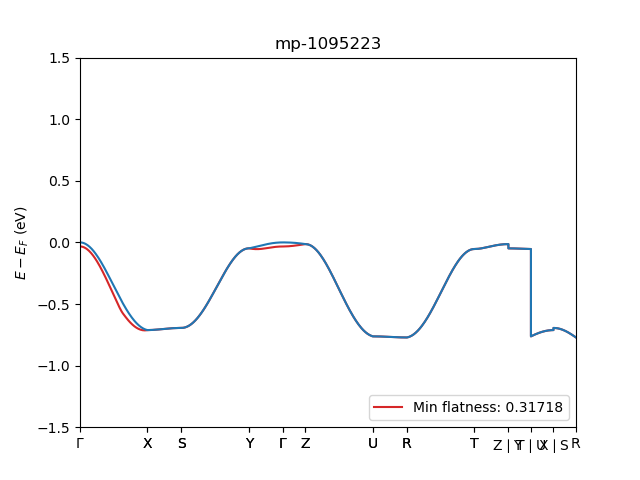 mp-1095223
1.5
1.0
0.5
0.0
−0.5
−1.0
−1.5
E − E_F (eV)
Min flatness: 0.31718
Γ X S Y Γ Z U R T Z | Y T | U X | S R